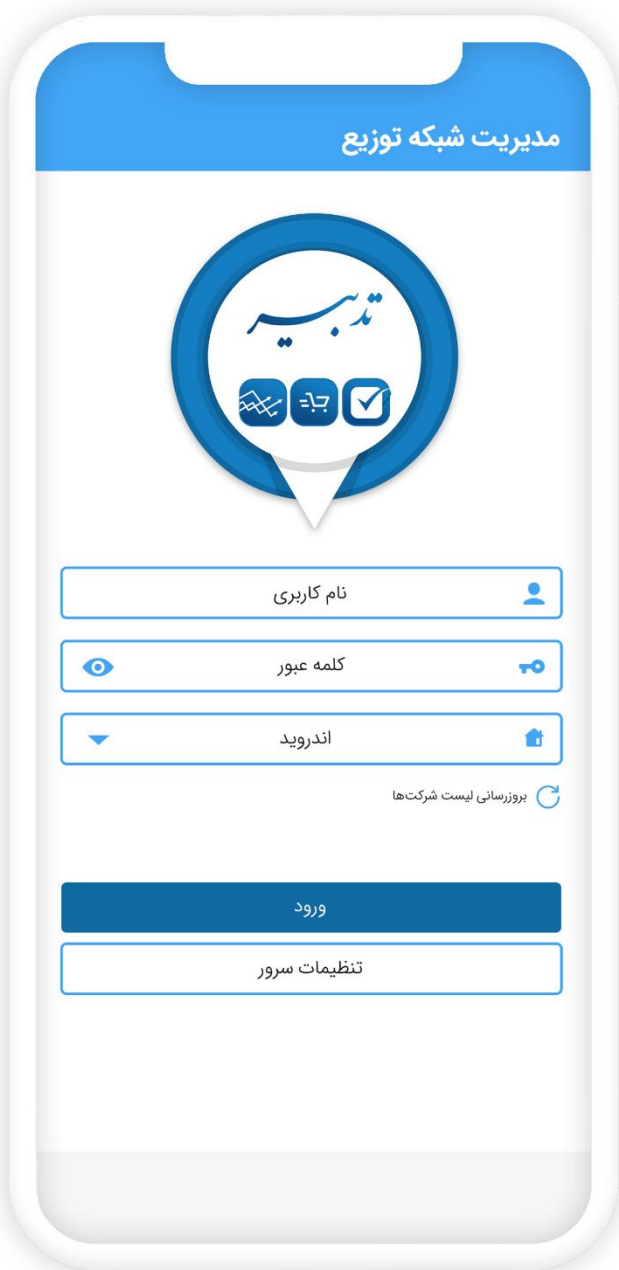 مدیریت شبکه توزیع
تدبیر
نام کاربری
کلمه عبور
اندروید
بروزرسانی لیست شرکت‌ها
ورود
تنظیمات سرور